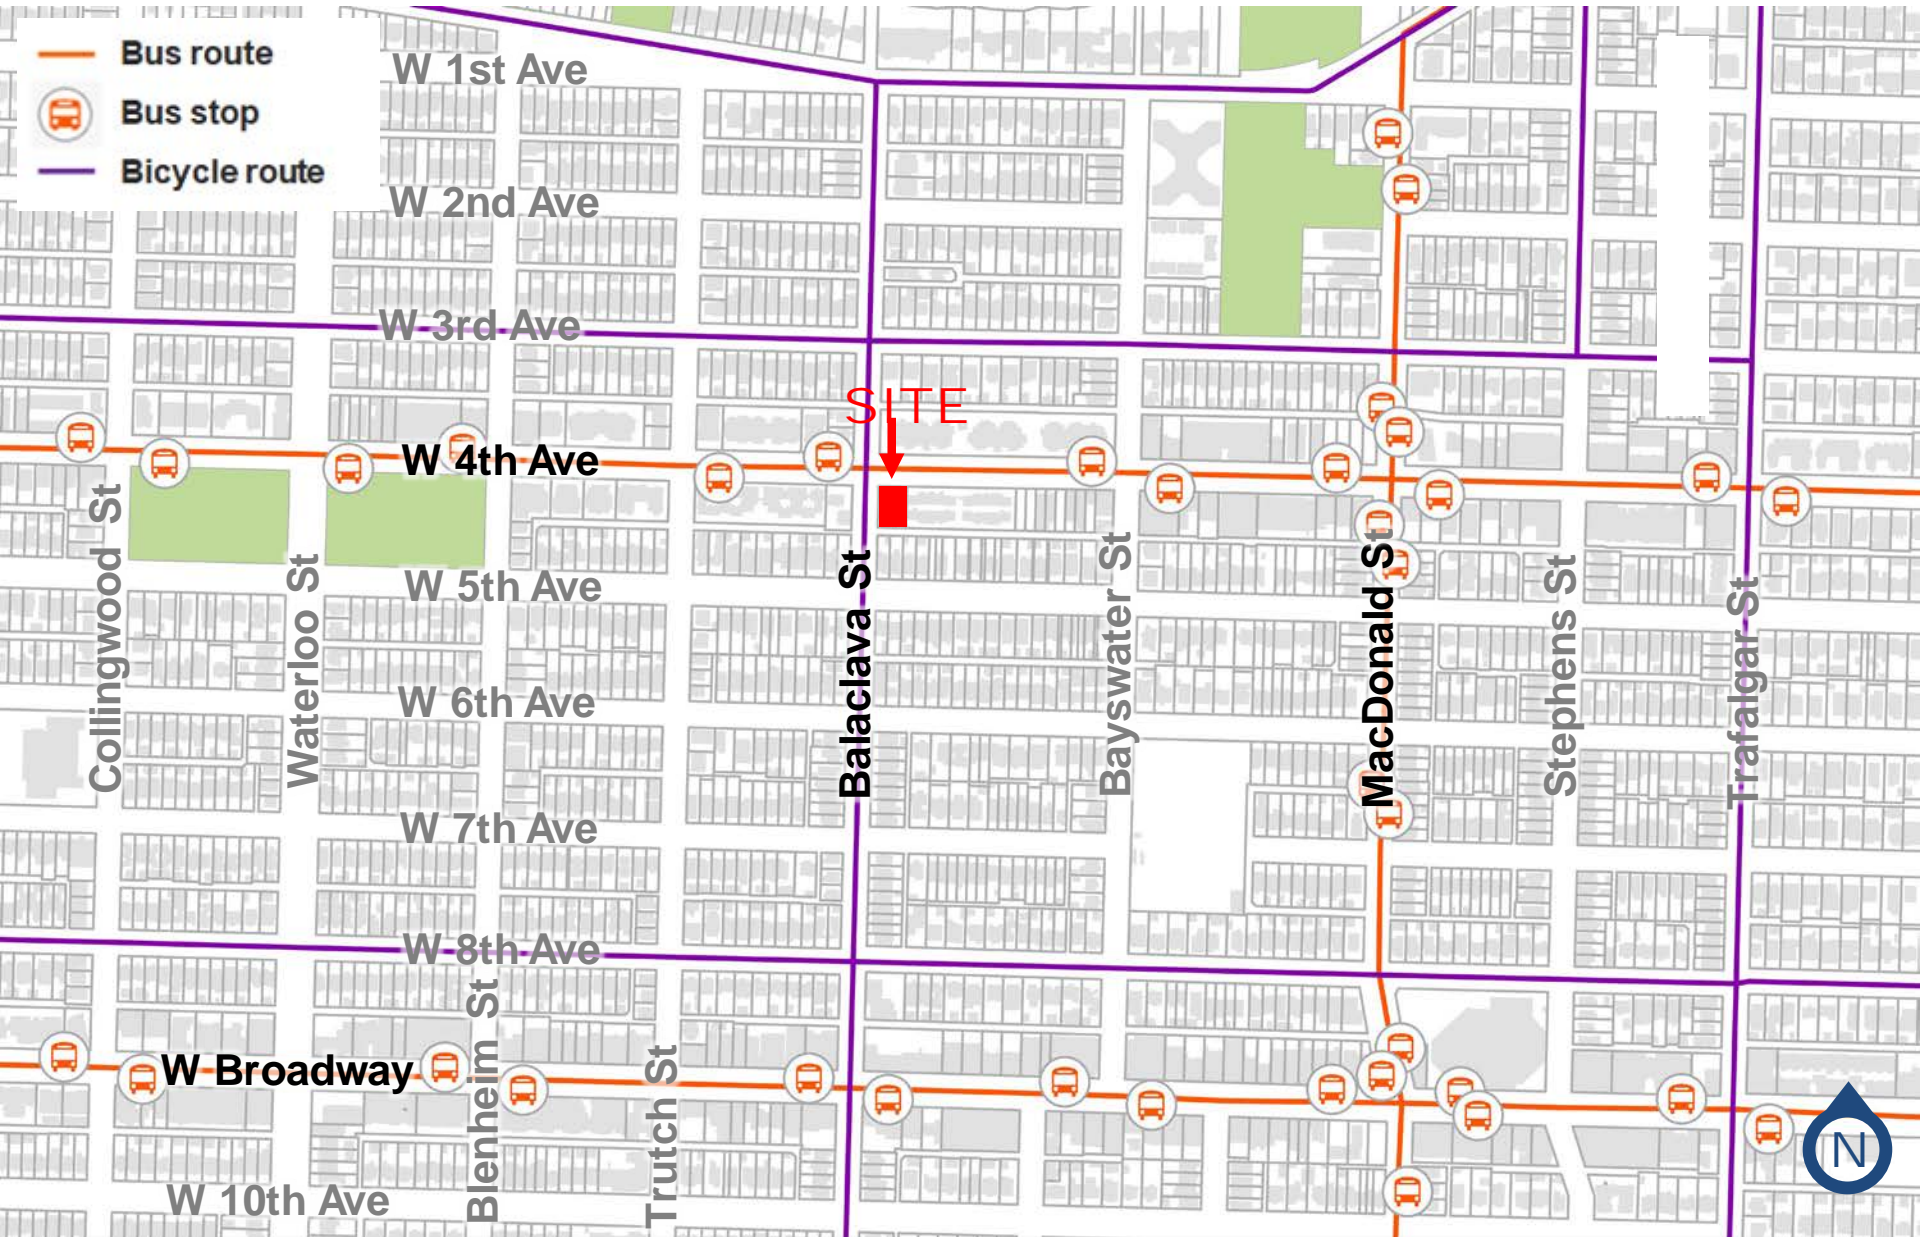 Bus route
Bus stop
Bicycle route
W 1st Ave
W 2nd Ave
W 3rd Ave
SITE
W 4th Ave
W 5th Ave
W 6th Ave
W 7th Ave
W 8th Ave
W Broadway
W 10th Ave
Collingwood St
Waterloo St
Blenheim St
Trutch St
Balaclava St
Bayswater St
MacDonald St
Stephens St
Trafalgar St
N